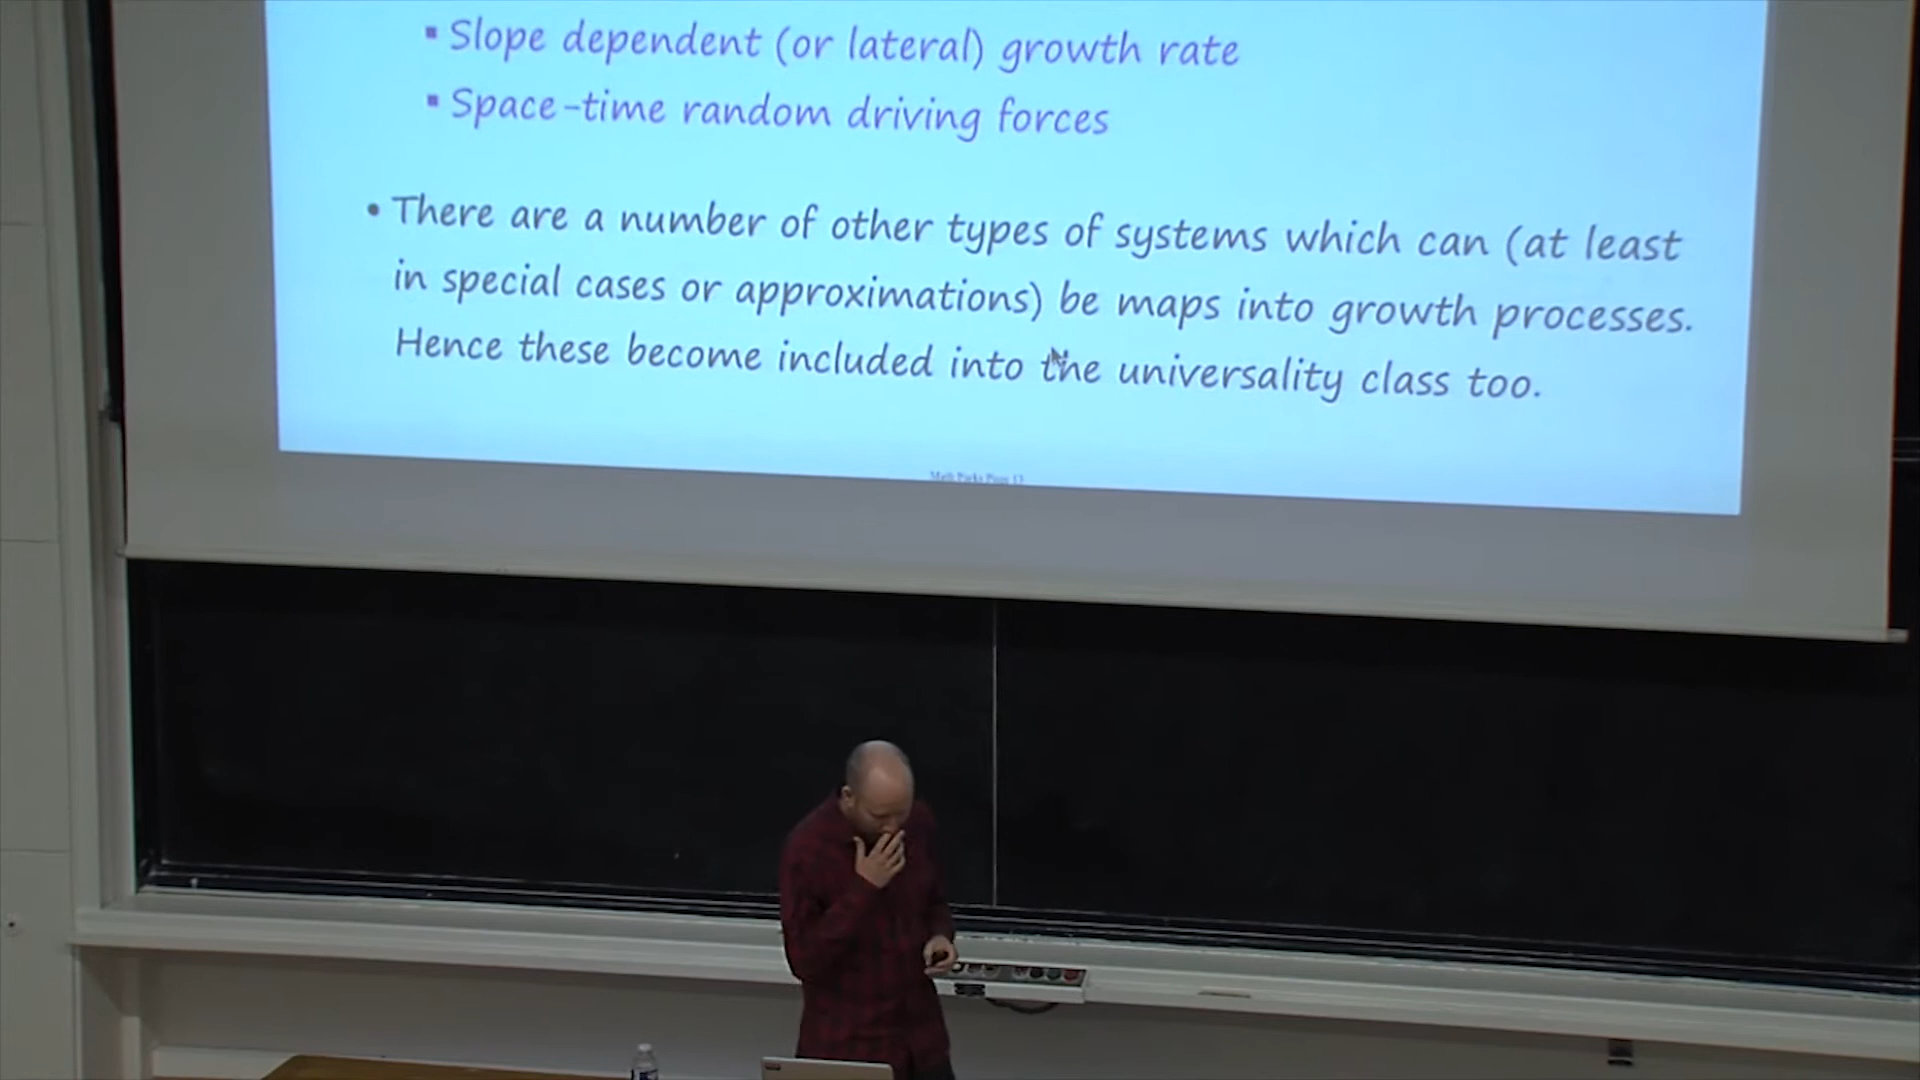 ▪ Slope dependent (or lateral) growth rate
▪ Space-time random driving forces
• There are a number of other types of systems which can (at least
in special cases or approximations) be maps into growth processes.
Hence these become included into the universality class too.